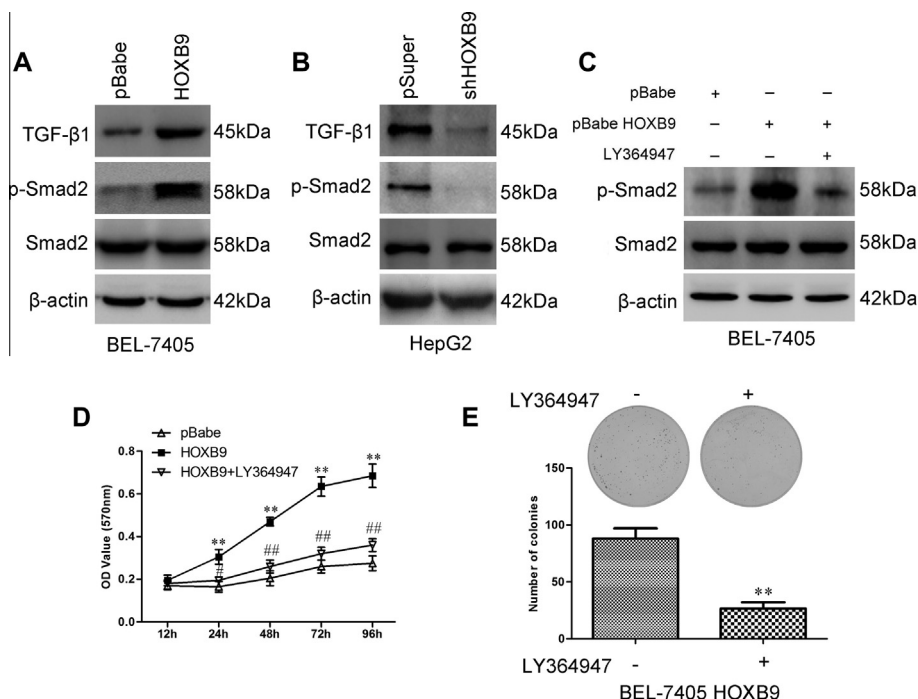 A
pBabe
HOXB9
TGF-β1
45kDa
p-Smad2
58kDa
Smad2
58kDa
β-actin
42kDa
BEL-7405
B
pSuper
shHOXB9
TGF-β1
45kDa
p-Smad2
58kDa
Smad2
58kDa
β-actin
42kDa
HepG2
C
pBabe + − −
pBabe HOXB9 − + +
LY364947 − − +
p-Smad2
58kDa
Smad2
58kDa
β-actin
42kDa
BEL-7405
D
pBabe
HOXB9
HOXB9+LY364947
OD Value (570nm)
0.8
0.6
0.4
0.2
0.0
** ** ** **
# ## ## ##
12h 24h 48h 72h 96h
E
LY364947 - +
Number of colonies
150
100
50
0
**
LY364947 - +
BEL-7405 HOXB9